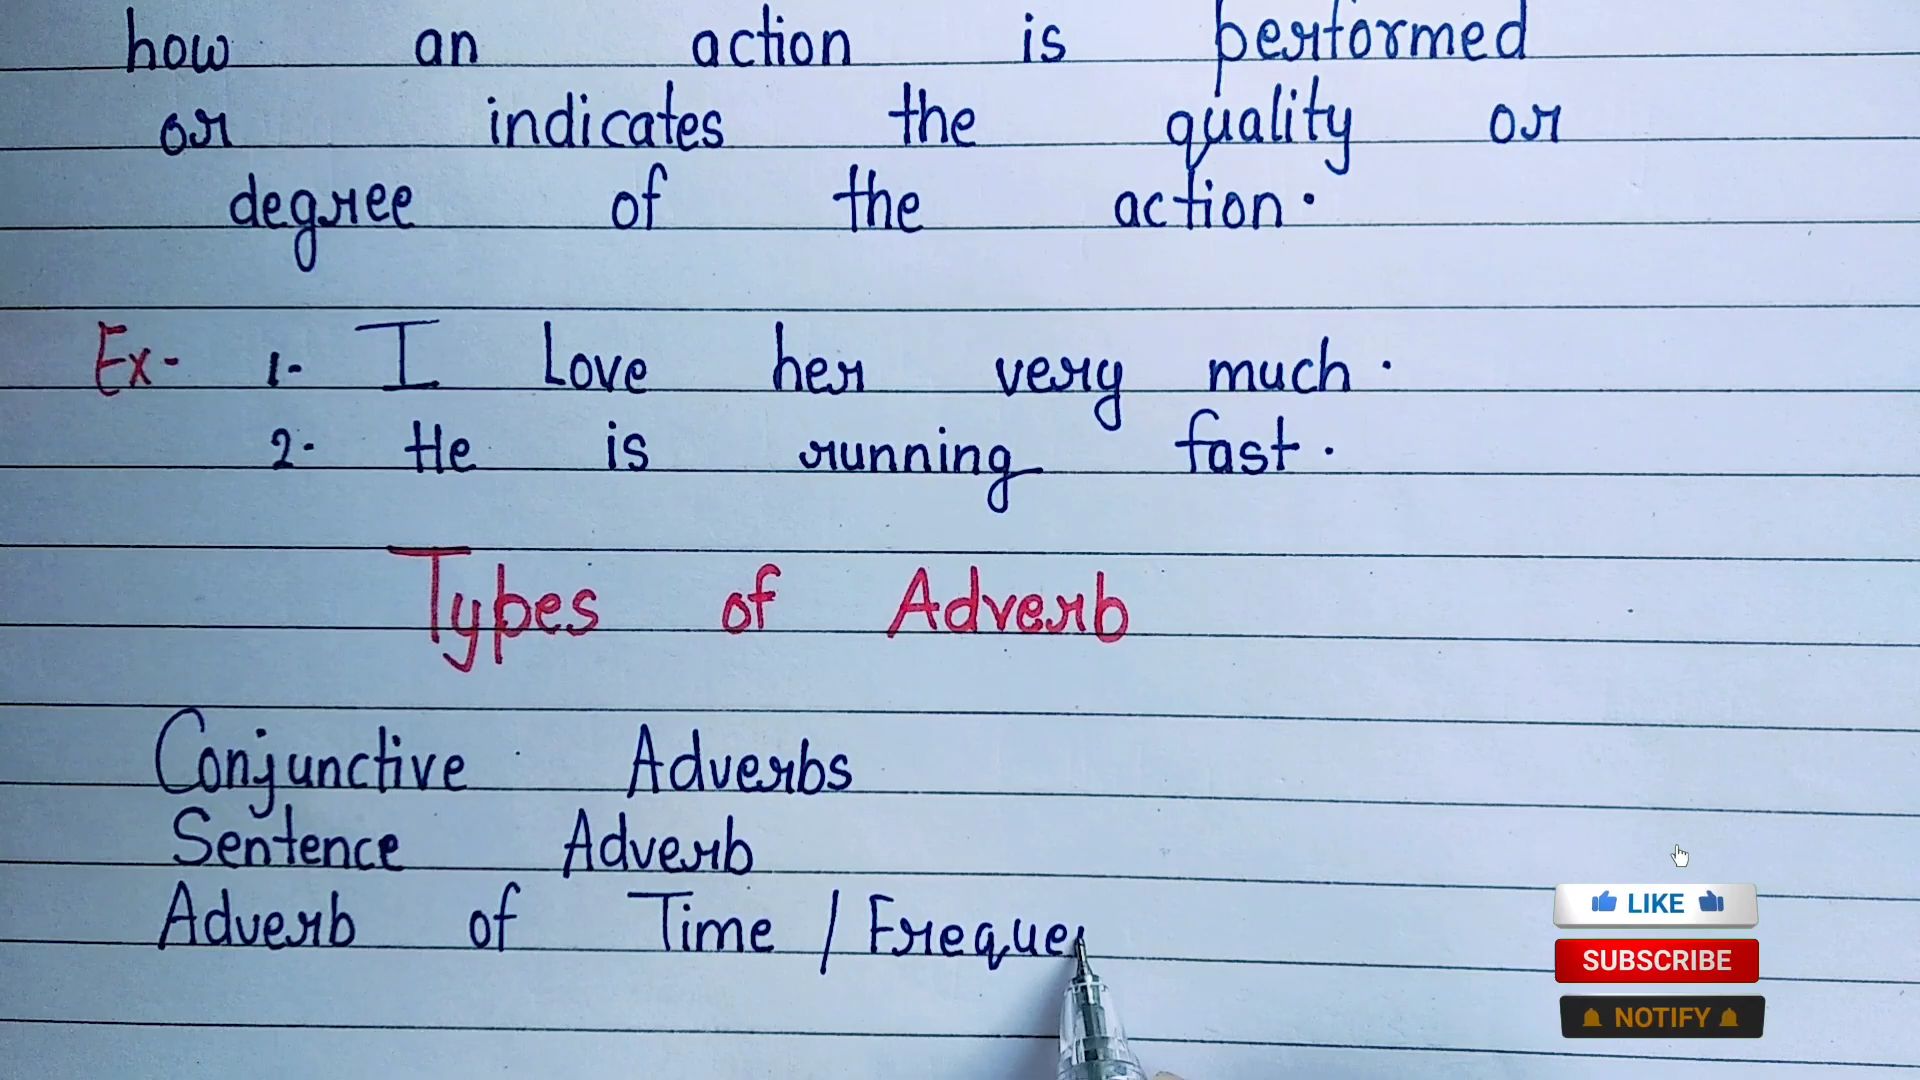 how an action is performed
or indicates the quality or
degree of the action.
Ex- 1- I Love her very much.
2- He is running fast.
Types of Adverb
Conjunctive Adverbs
Sentence Adverb
Adverb of Time / Freque
LIKE
SUBSCRIBE
NOTIFY